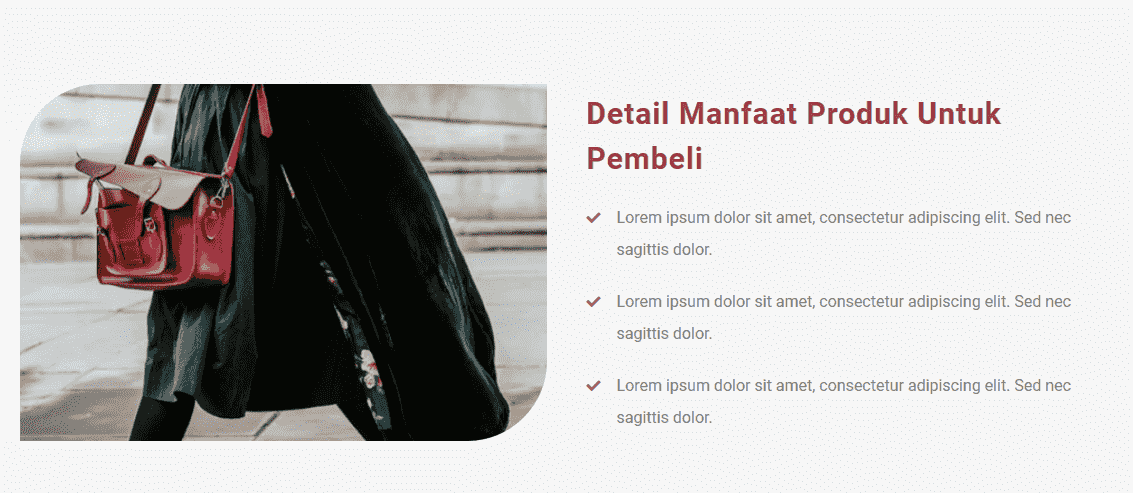 Detail Manfaat Produk Untuk
Pembeli
Lorem ipsum dolor sit amet, consectetur adipiscing elit. Sed nec
sagittis dolor.
Lorem ipsum dolor sit amet, consectetur adipiscing elit. Sed nec
sagittis dolor.
Lorem ipsum dolor sit amet, consectetur adipiscing elit. Sed nec
sagittis dolor.